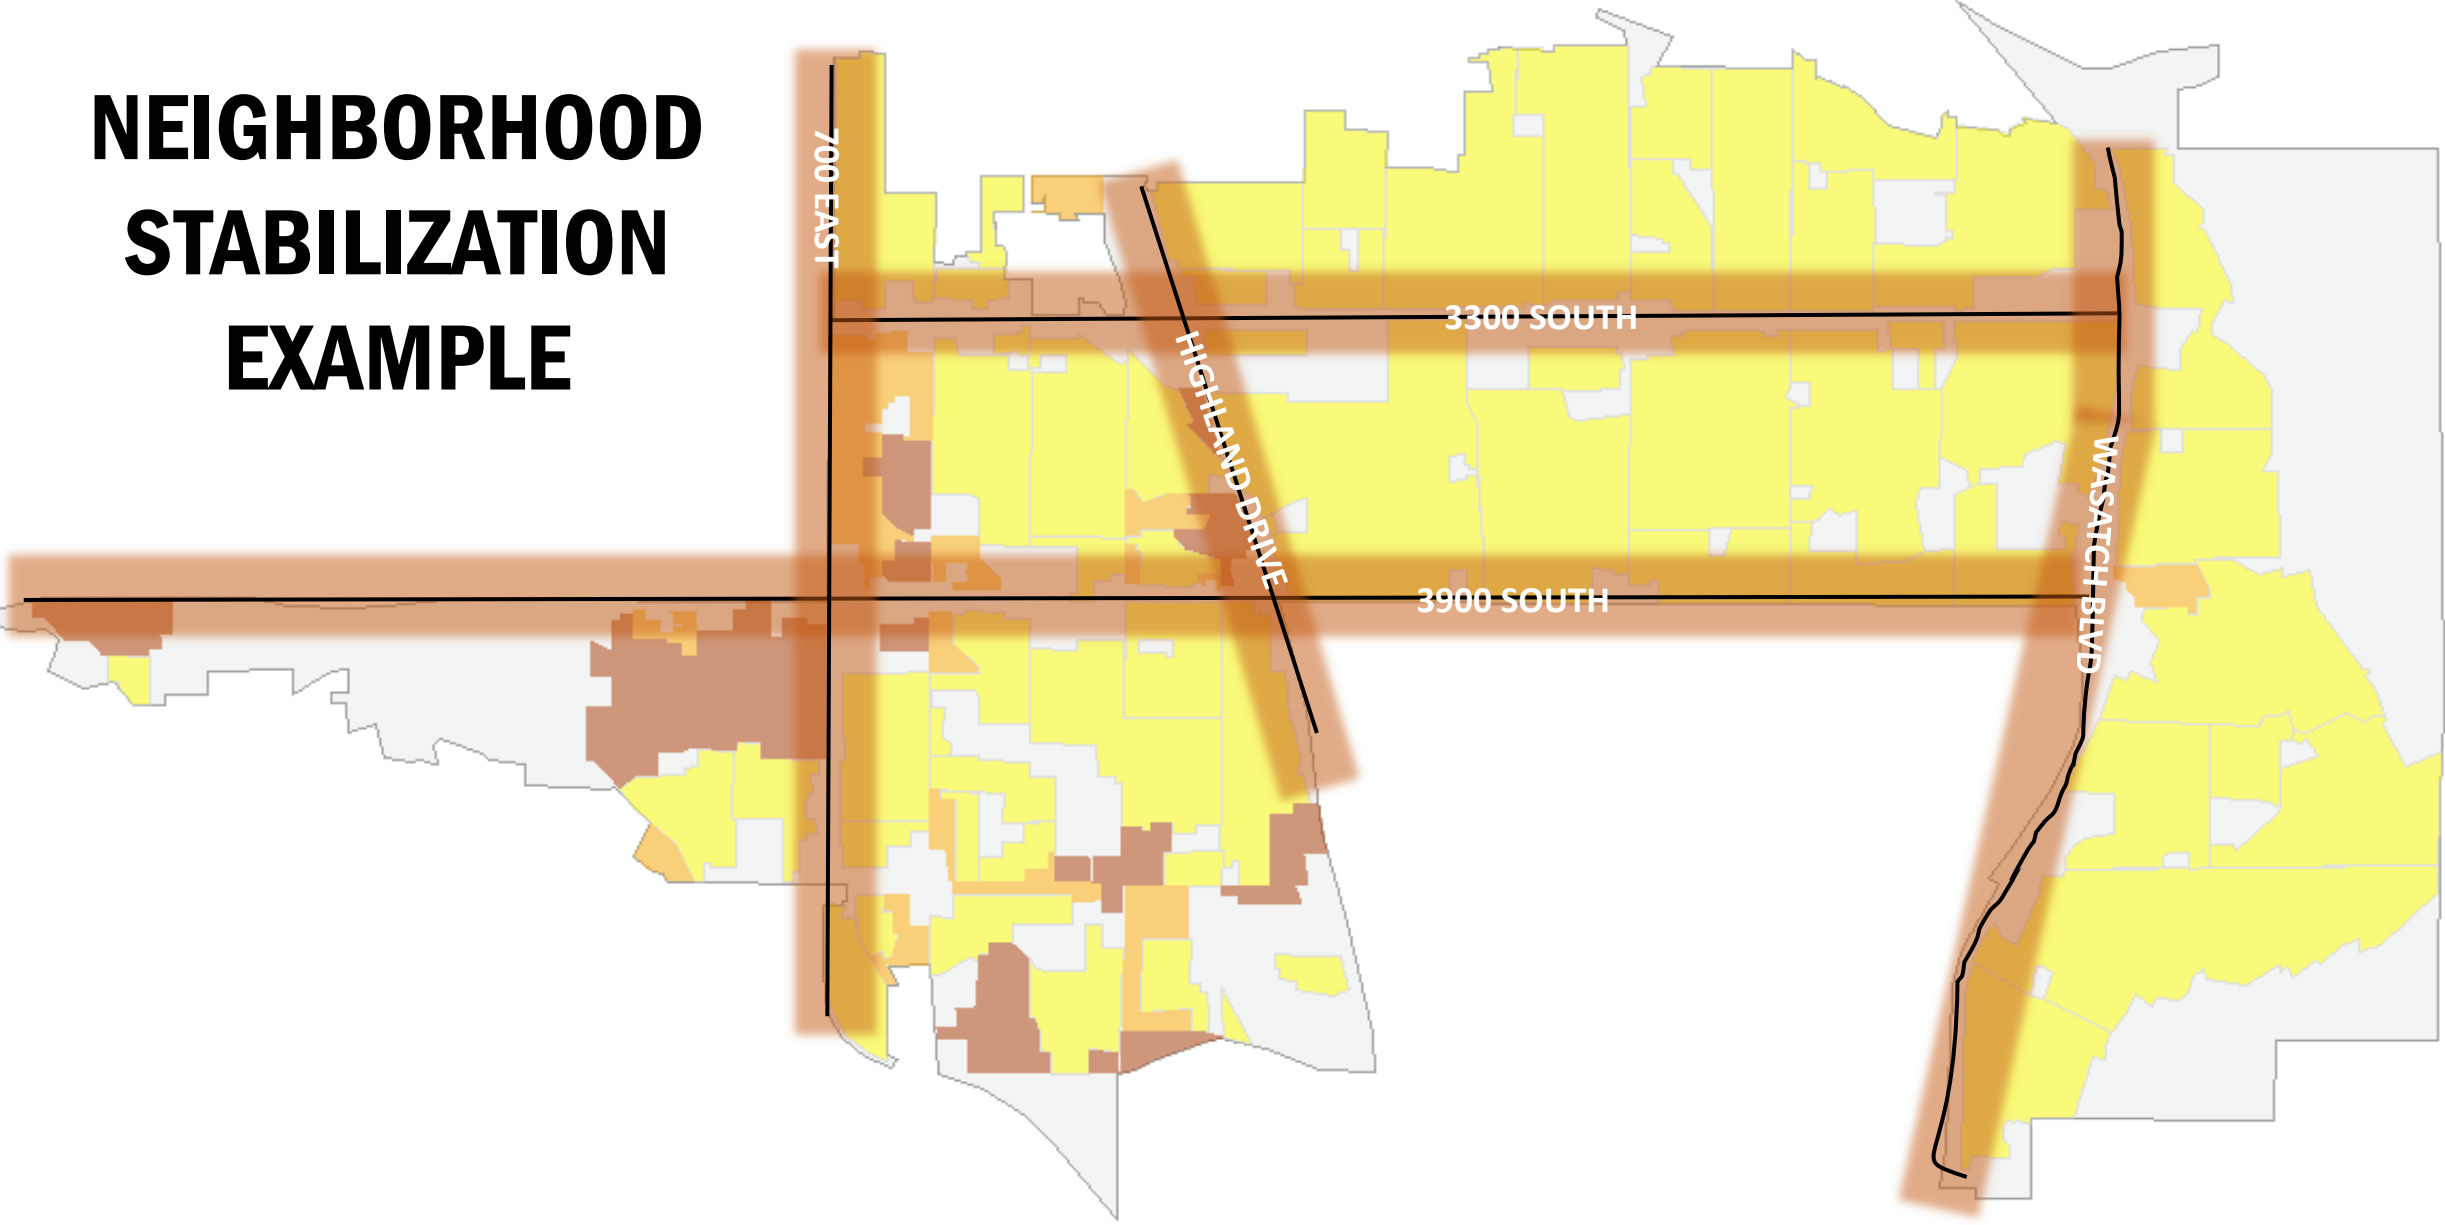 NEIGHBORHOOD
STABILIZATION
EXAMPLE
700 EAST
3300 SOUTH
HIGHLAND DRIVE
WASATCH BLVD
3900 SOUTH